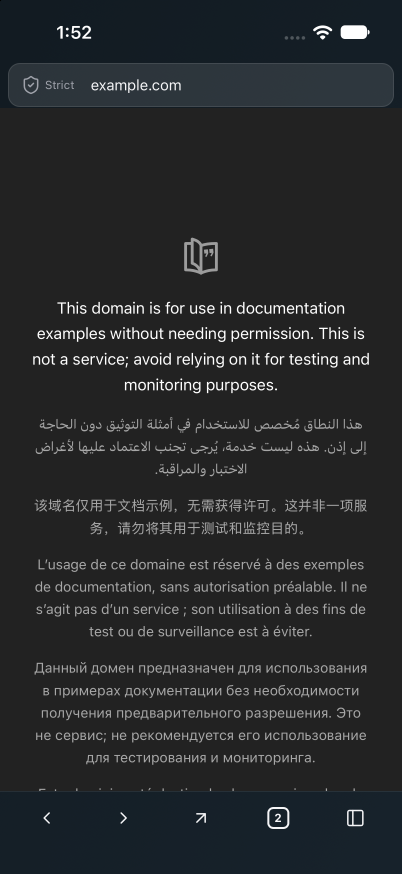 1:52
Strict example.com
This domain is for use in documentation
examples without needing permission. This is
not a service; avoid relying on it for testing and
monitoring purposes.
هذا النطاق مُخصص للاستخدام في أمثلة التوثيق دون الحاجة
إلى إذن. هذه ليست خدمة، يُرجى تجنب الاعتماد عليها لأغراض
الاختبار والمراقبة.
该域名仅用于文档示例，无需获得许可。这并非一项服
务，请勿将其用于测试和监控目的。
L’usage de ce domaine est réservé à des exemples
de documentation, sans autorisation préalable. Il ne
s’agit pas d’un service ; son utilisation à des fins de
test ou de surveillance est à éviter.
Данный домен предназначен для использования
в примерах документации без необходимости
получения предварительного разрешения. Это
не сервис; не рекомендуется его использование
для тестирования и мониторинга.
2